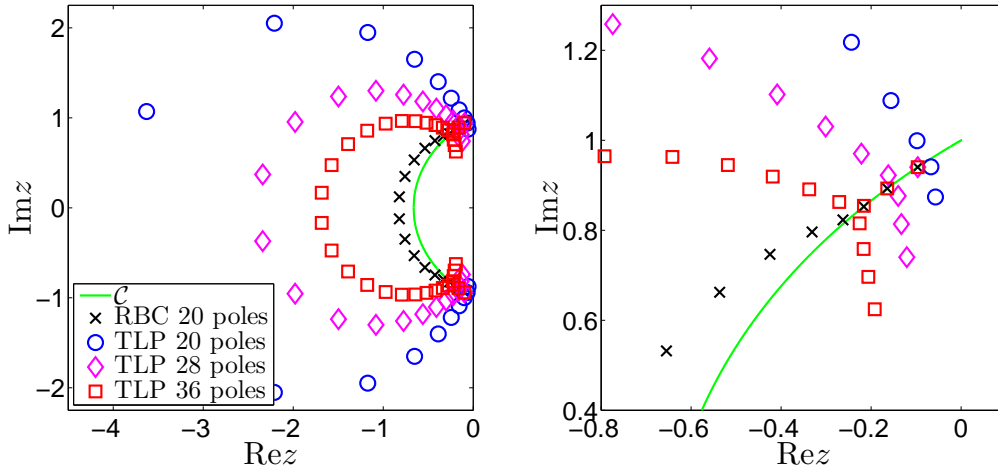 2
1
0
−1
−2
−4
−3
−2
−1
0
Imz
Rez
C
RBC 20 poles
TLP 20 poles
TLP 28 poles
TLP 36 poles
1.2
1
0.8
0.6
0.4
−0.8
−0.6
−0.4
−0.2
0
Imz
Rez